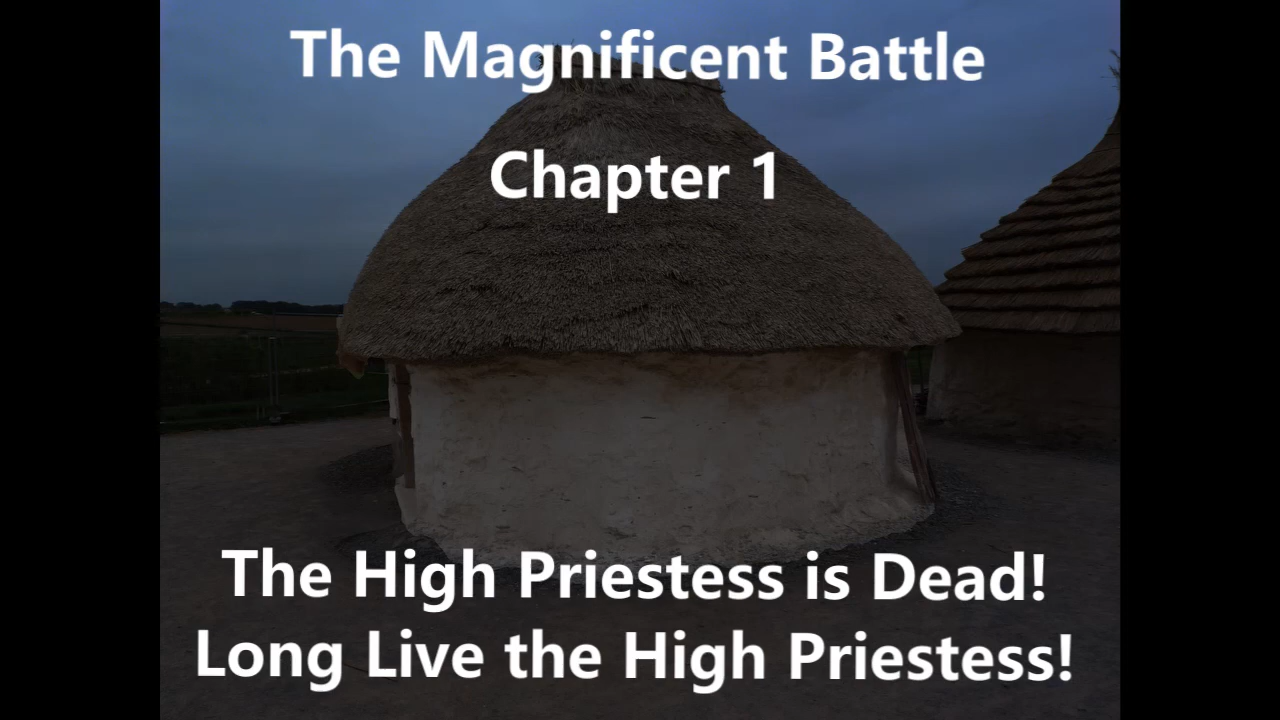 The Magnificent Battle
Chapter 1
The High Priestess is Dead!
Long Live the High Priestess!